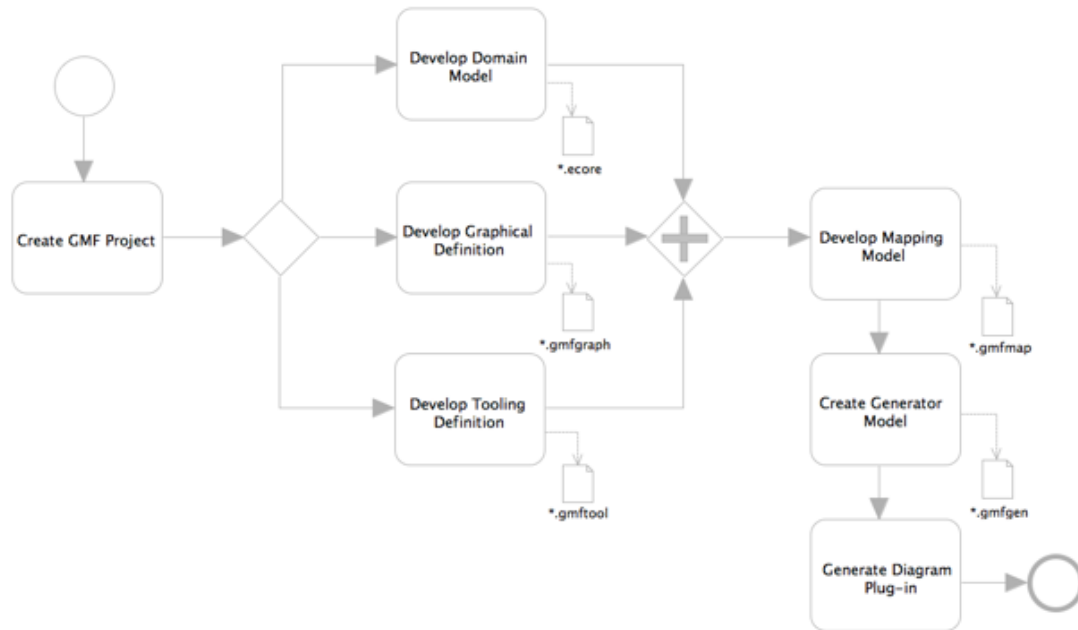 Develop Domain
Model
*.ecore
Create GMF Project
Develop Graphical
Definition
*.gmfgraph
Develop Tooling
Definition
*.gmftool
Develop Mapping
Model
*.gmfmap
Create Generator
Model
*.gmfgen
Generate Diagram
Plug-in